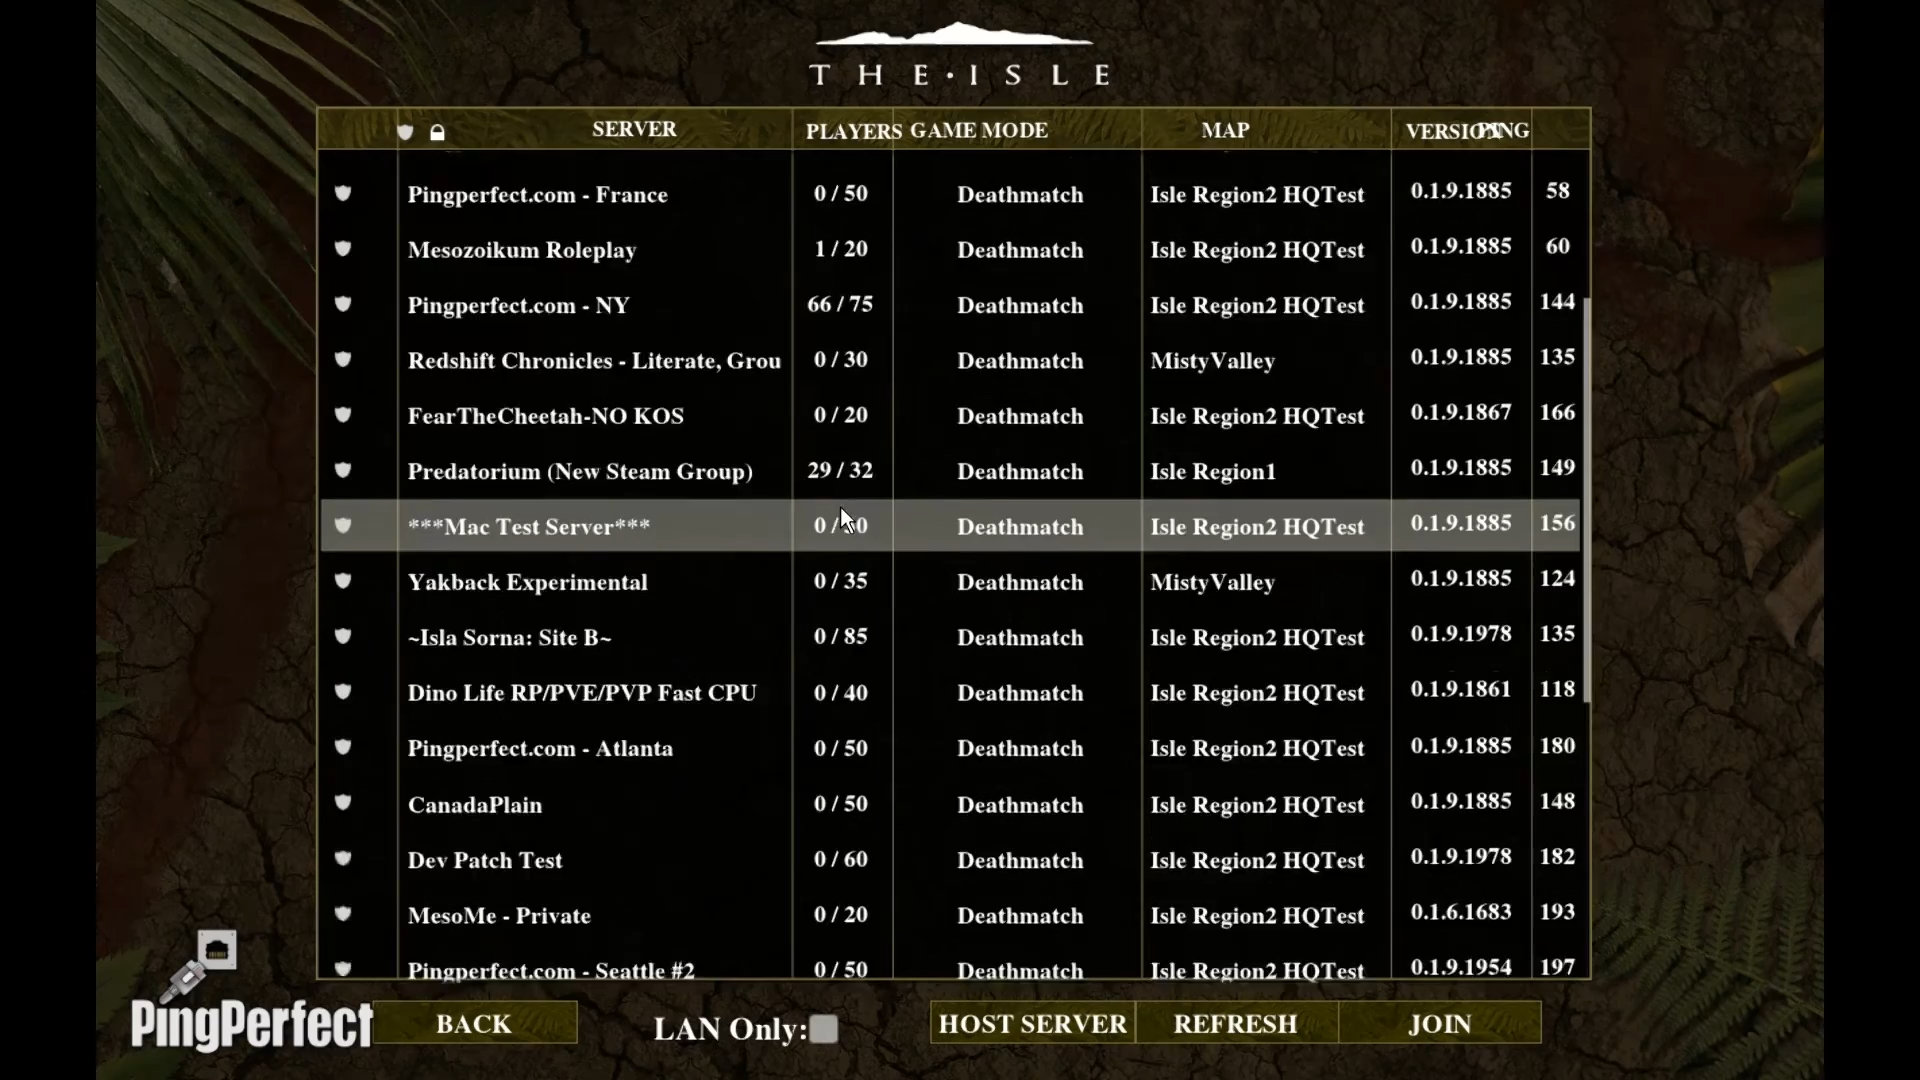 THE·ISLE
SERVER PLAYERS GAME MODE MAP VERSION PING
Pingperfect.com - France 0 / 50 Deathmatch Isle Region2 HQTest 0.1.9.1885 58
Mesozoikum Roleplay 1 / 20 Deathmatch Isle Region2 HQTest 0.1.9.1885 60
Pingperfect.com - NY 66 / 75 Deathmatch Isle Region2 HQTest 0.1.9.1885 144
Redshift Chronicles - Literate, Grou 0 / 30 Deathmatch MistyValley 0.1.9.1885 135
FearTheCheetah-NO KOS 0 / 20 Deathmatch Isle Region2 HQTest 0.1.9.1867 166
Predatorium (New Steam Group) 29 / 32 Deathmatch Isle Region1 0.1.9.1885 149
***Mac Test Server*** 0 / Deathmatch Isle Region2 HQTest 0.1.9.1885 156
Yakback Experimental 0 / 35 Deathmatch MistyValley 0.1.9.1885 124
~Isla Sorna: Site B~ 0 / 85 Deathmatch Isle Region2 HQTest 0.1.9.1978 135
Dino Life RP/PVE/PVP Fast CPU 0 / 40 Deathmatch Isle Region2 HQTest 0.1.9.1861 118
Pingperfect.com - Atlanta 0 / 50 Deathmatch Isle Region2 HQTest 0.1.9.1885 180
CanadaPlain 0 / 50 Deathmatch Isle Region2 HQTest 0.1.9.1885 148
Dev Patch Test 0 / 60 Deathmatch Isle Region2 HQTest 0.1.9.1978 182
MesoMe - Private 0 / 20 Deathmatch Isle Region2 HQTest 0.1.6.1683 193
Pingperfect.com - Seattle #2 0 / 50 Deathmatch Isle Region2 HQTest 0.1.9.1954 197
PingPerfect BACK LAN Only: HOST SERVER REFRESH JOIN